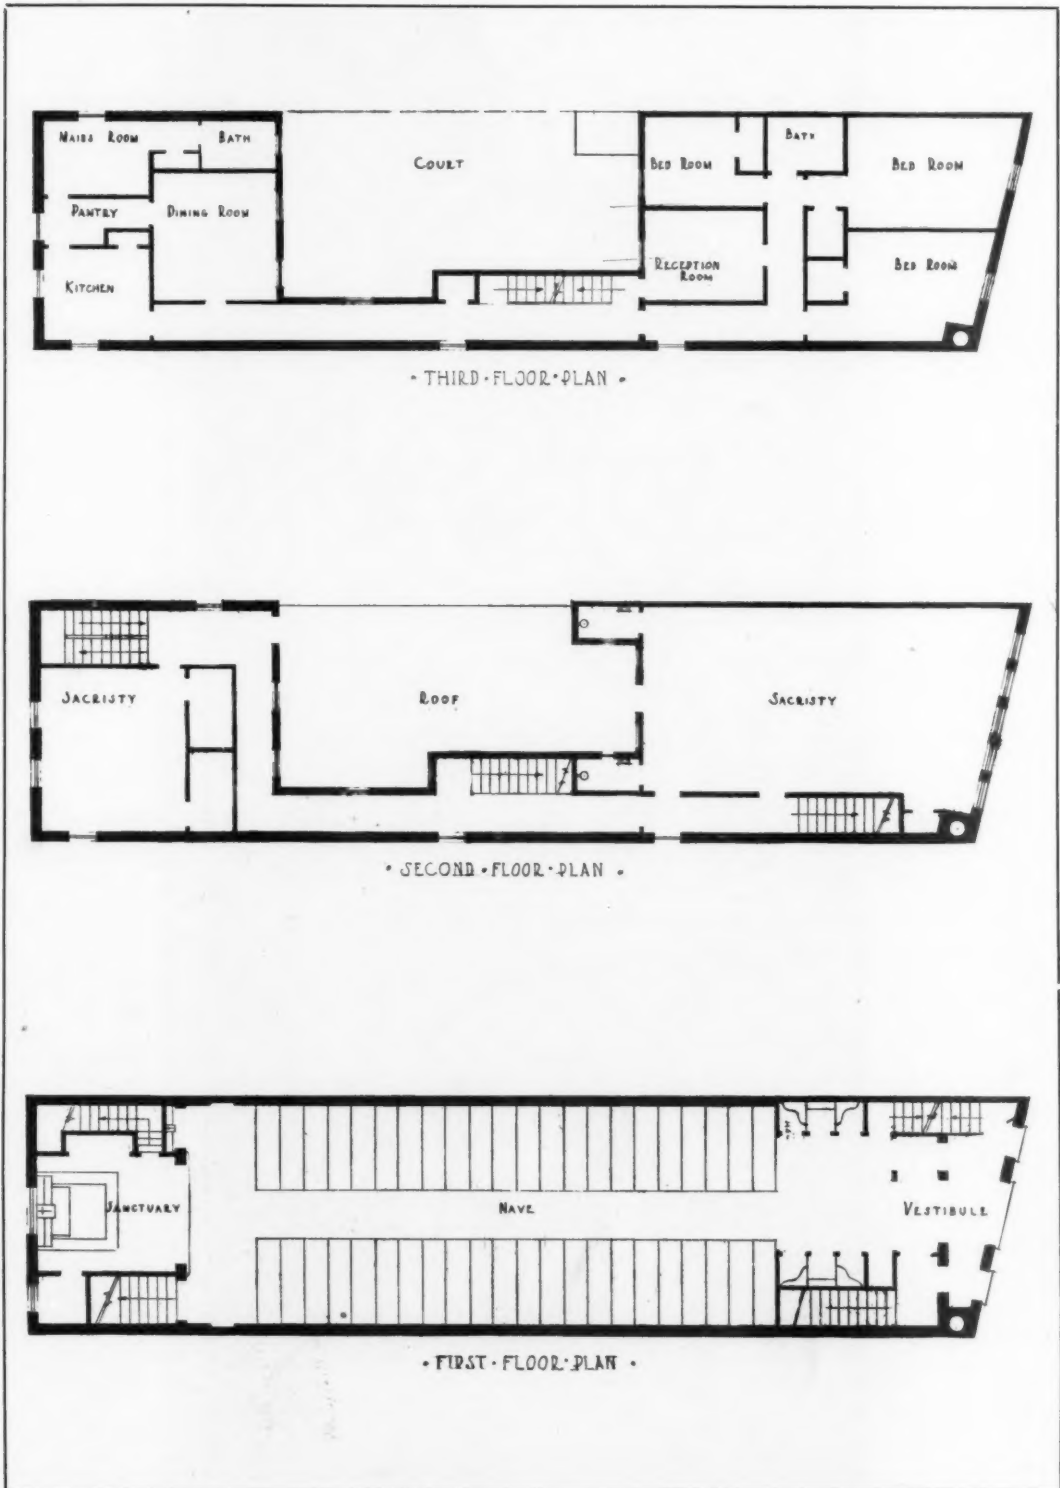 MAIDS ROOM
BATH
COURT
BED ROOM
BATH
BED ROOM
PANTRY
DINING ROOM
KITCHEN
RECEPTION
ROOM
BED ROOM
· THIRD · FLOOR · PLAN ·
SACRISTY
ROOF
SACRISTY
· SECOND · FLOOR · PLAN ·
SANCTUARY
NAVE
VESTIBULE
· FIRST · FLOOR · PLAN ·